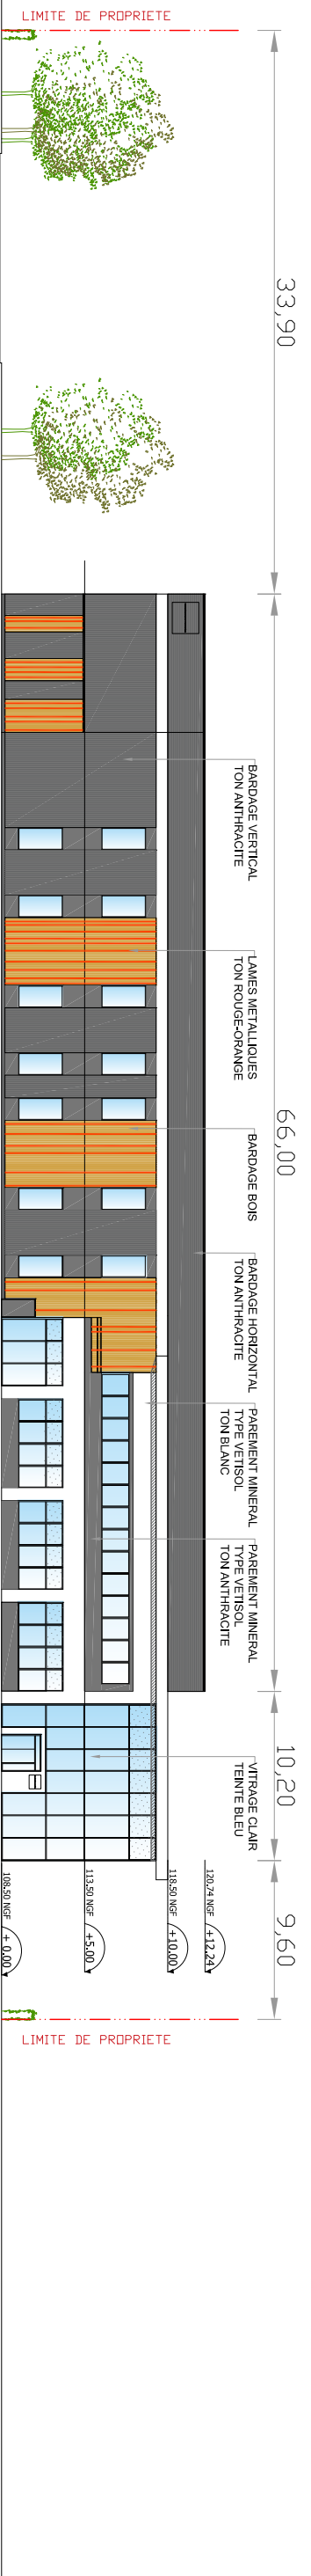 LIMITE DE PROPRIETE
33,90
66,00
10,20
9,60
BARDAGE VERTICAL
TON ANTHRACITE
LAMES METALLIQUES
TON ROUGE-ORANGE
BARDAGE BOIS
BARDAGE HORIZONTAL
TON ANTHRACITE
PAREMENT MINERAL
TYPE VETISOL
TON BLANC
PAREMENT MINERAL
TYPE VETISOL
TON ANTHRACITE
VITRAGE CLAIR
TEINTE BLEU
120.74 NGF
+12.24
118.50 NGF
+10.00
113.50 NGF
+5.00
108.50 NGF
+ 0.00
LIMITE DE PROPRIETE